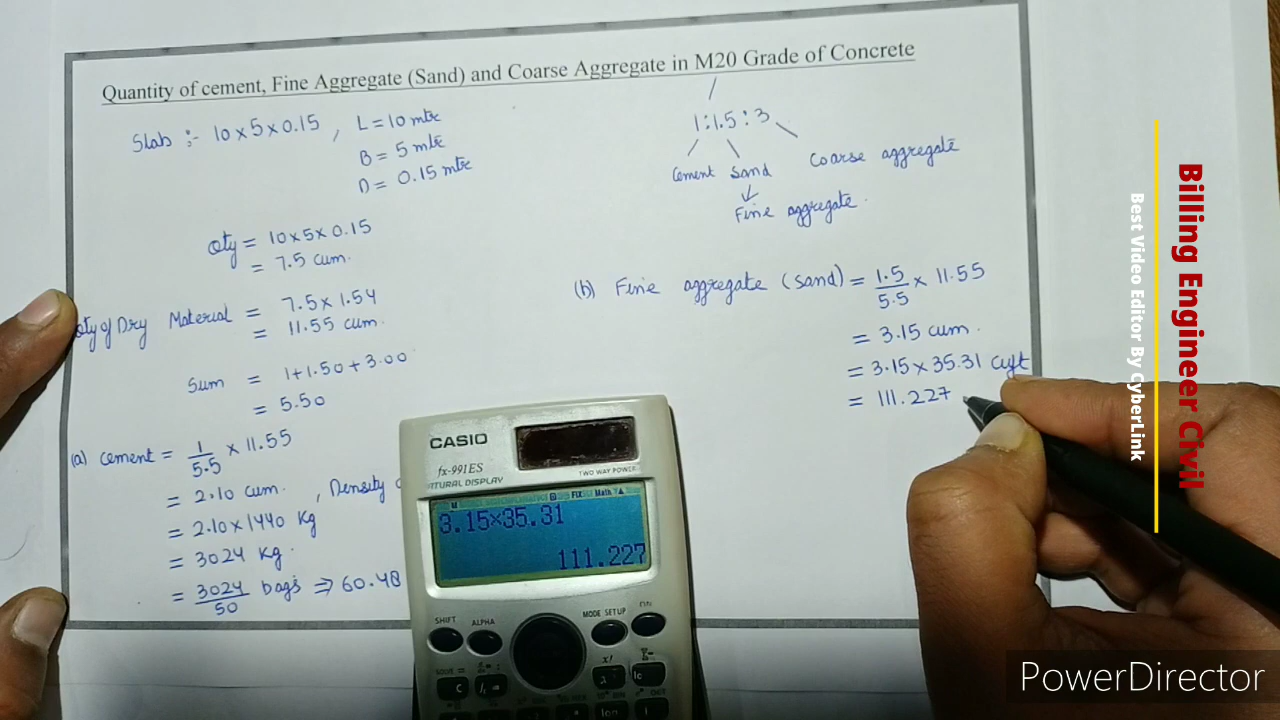 Quantity of cement, Fine Aggregate (Sand) and Coarse Aggregate in M20 Grade of Concrete
Slab :- 10x5x0.15 , L = 10 mtr
B = 5 mtr
D = 0.15 mtr
1:1.5:3
Cement Sand Coarse aggregate
Fine aggregate.
Qty = 10x5x0.15
= 7.5 cum.
Qty of Dry Material = 7.5 x 1.54
= 11.55 cum.
Sum = 1+1.50+3.00
= 5.50
(a) cement = 1/5.5 x 11.55
= 2.10 cum. , Density
= 2.10 x 1440 Kg
= 3024 Kg.
= 3024/50 bags ⇒ 60.48
(b) Fine aggregate (sand) = 1.5/5.5 x 11.55
= 3.15 cum.
= 3.15 x 35.31 cuft
= 111.227
CASIO
fx-991ES
TURAL DISPLAY
TWO WAY POWER
M FIX Math ▲
3.15×35.31
111.227
SHIFT ALPHA MODE SETUP ON
Billing Engineer Civil
Best Video Editor By CyberLink
PowerDirector